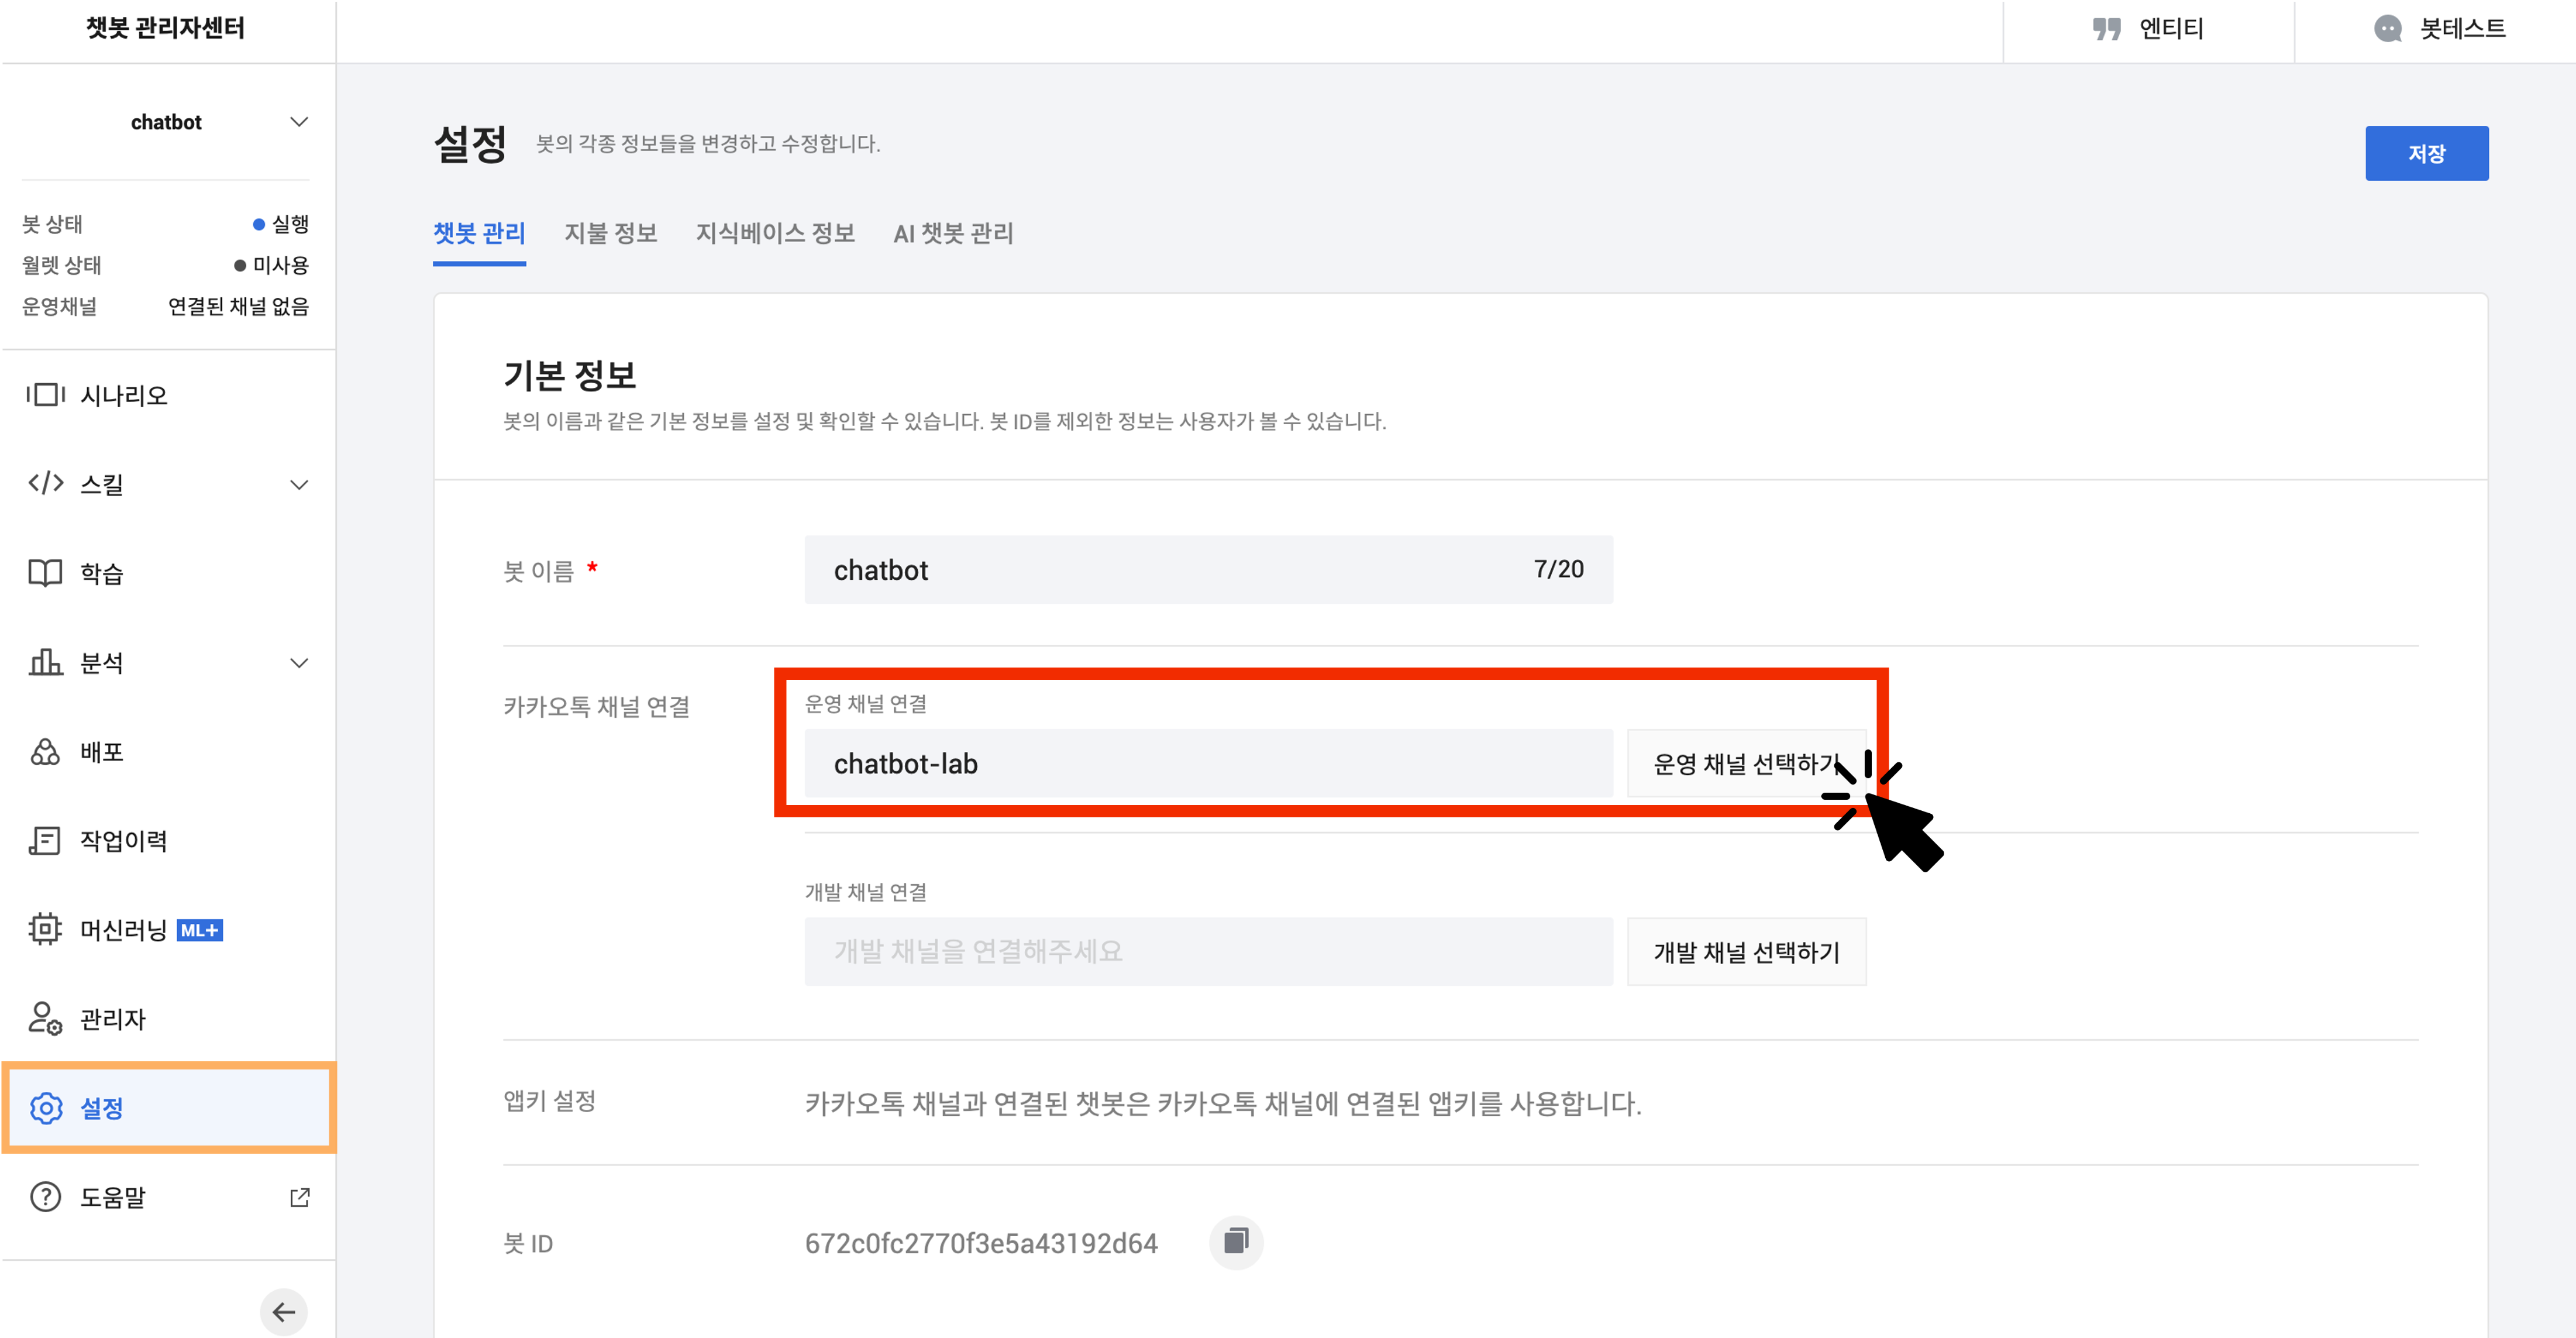 챗봇 관리자센터
엔티티
봇테스트
chatbot
봇 상태 실행
월렛 상태 미사용
운영채널 연결된 채널 없음
시나리오
스킬
학습
분석
배포
작업이력
머신러닝 ML+
관리자
설정
도움말
설정 봇의 각종 정보들을 변경하고 수정합니다.
저장
챗봇 관리 지불 정보 지식베이스 정보 AI 챗봇 관리
기본 정보
봇의 이름과 같은 기본 정보를 설정 및 확인할 수 있습니다. 봇 ID를 제외한 정보는 사용자가 볼 수 있습니다.
봇 이름 * chatbot 7/20
카카오톡 채널 연결
운영 채널 연결
chatbot-lab 운영 채널 선택하기
개발 채널 연결
개발 채널을 연결해주세요 개발 채널 선택하기
앱키 설정 카카오톡 채널과 연결된 챗봇은 카카오톡 채널에 연결된 앱키를 사용합니다.
봇 ID 672c0fc2770f3e5a43192d64